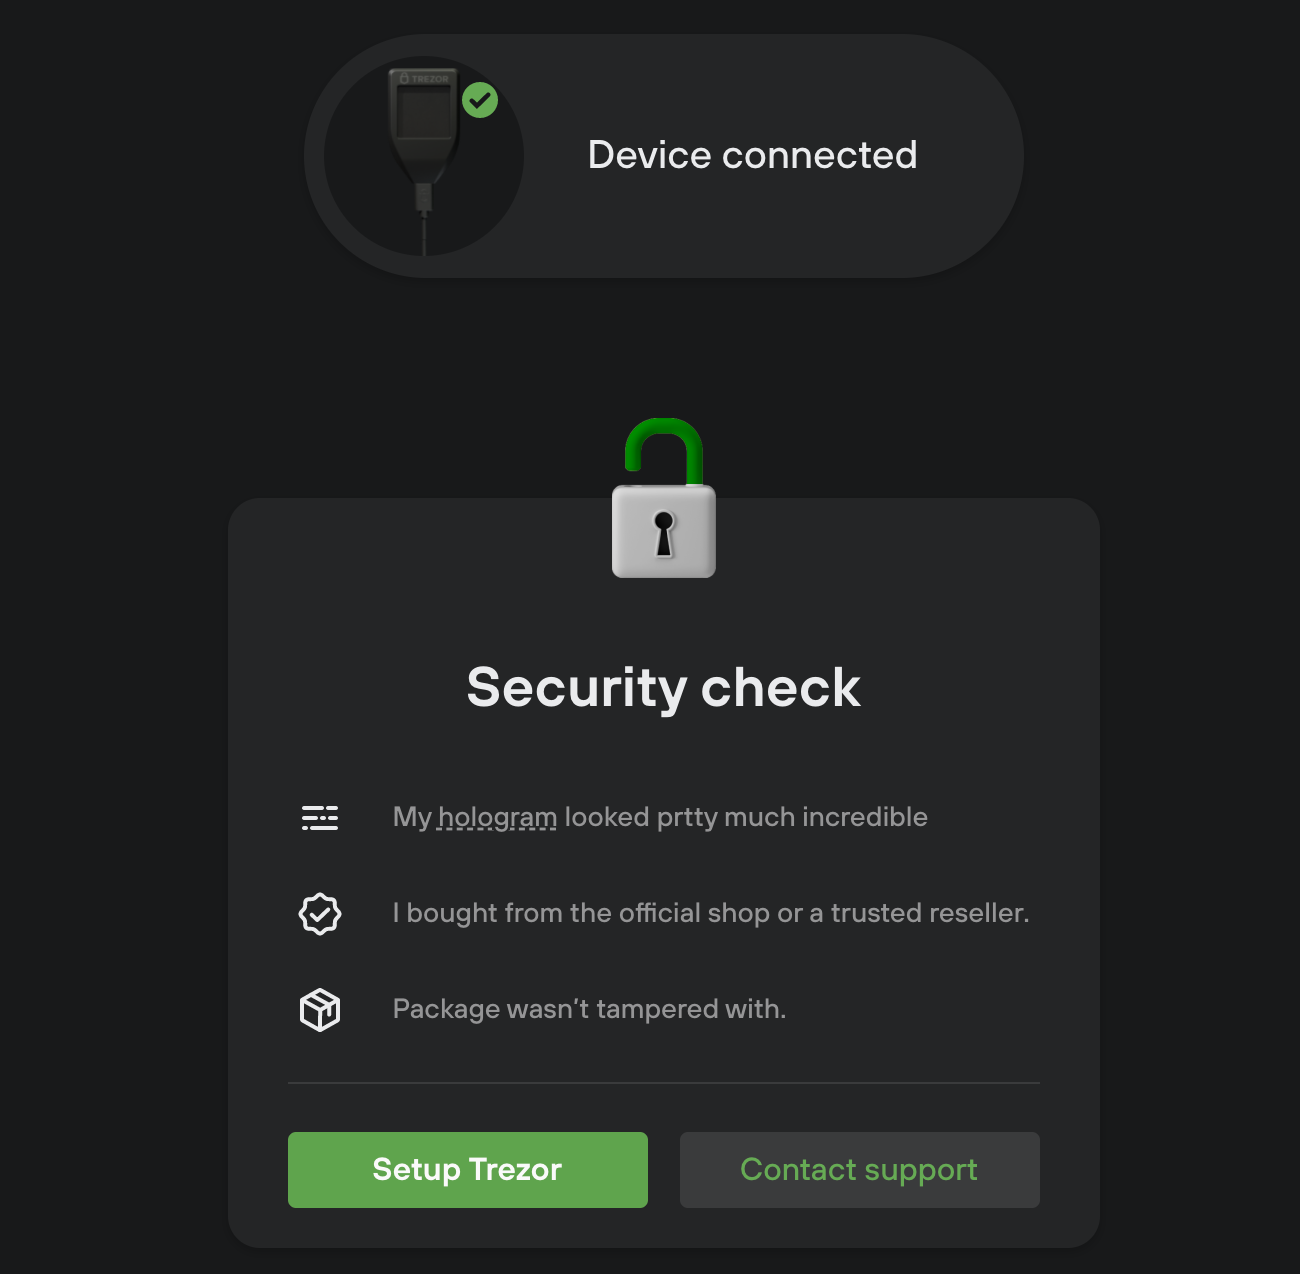 TREZOR
Device connected
Security check
My hologram looked prtty much incredible
I bought from the official shop or a trusted reseller.
Package wasn't tampered with.
Setup Trezor
Contact support